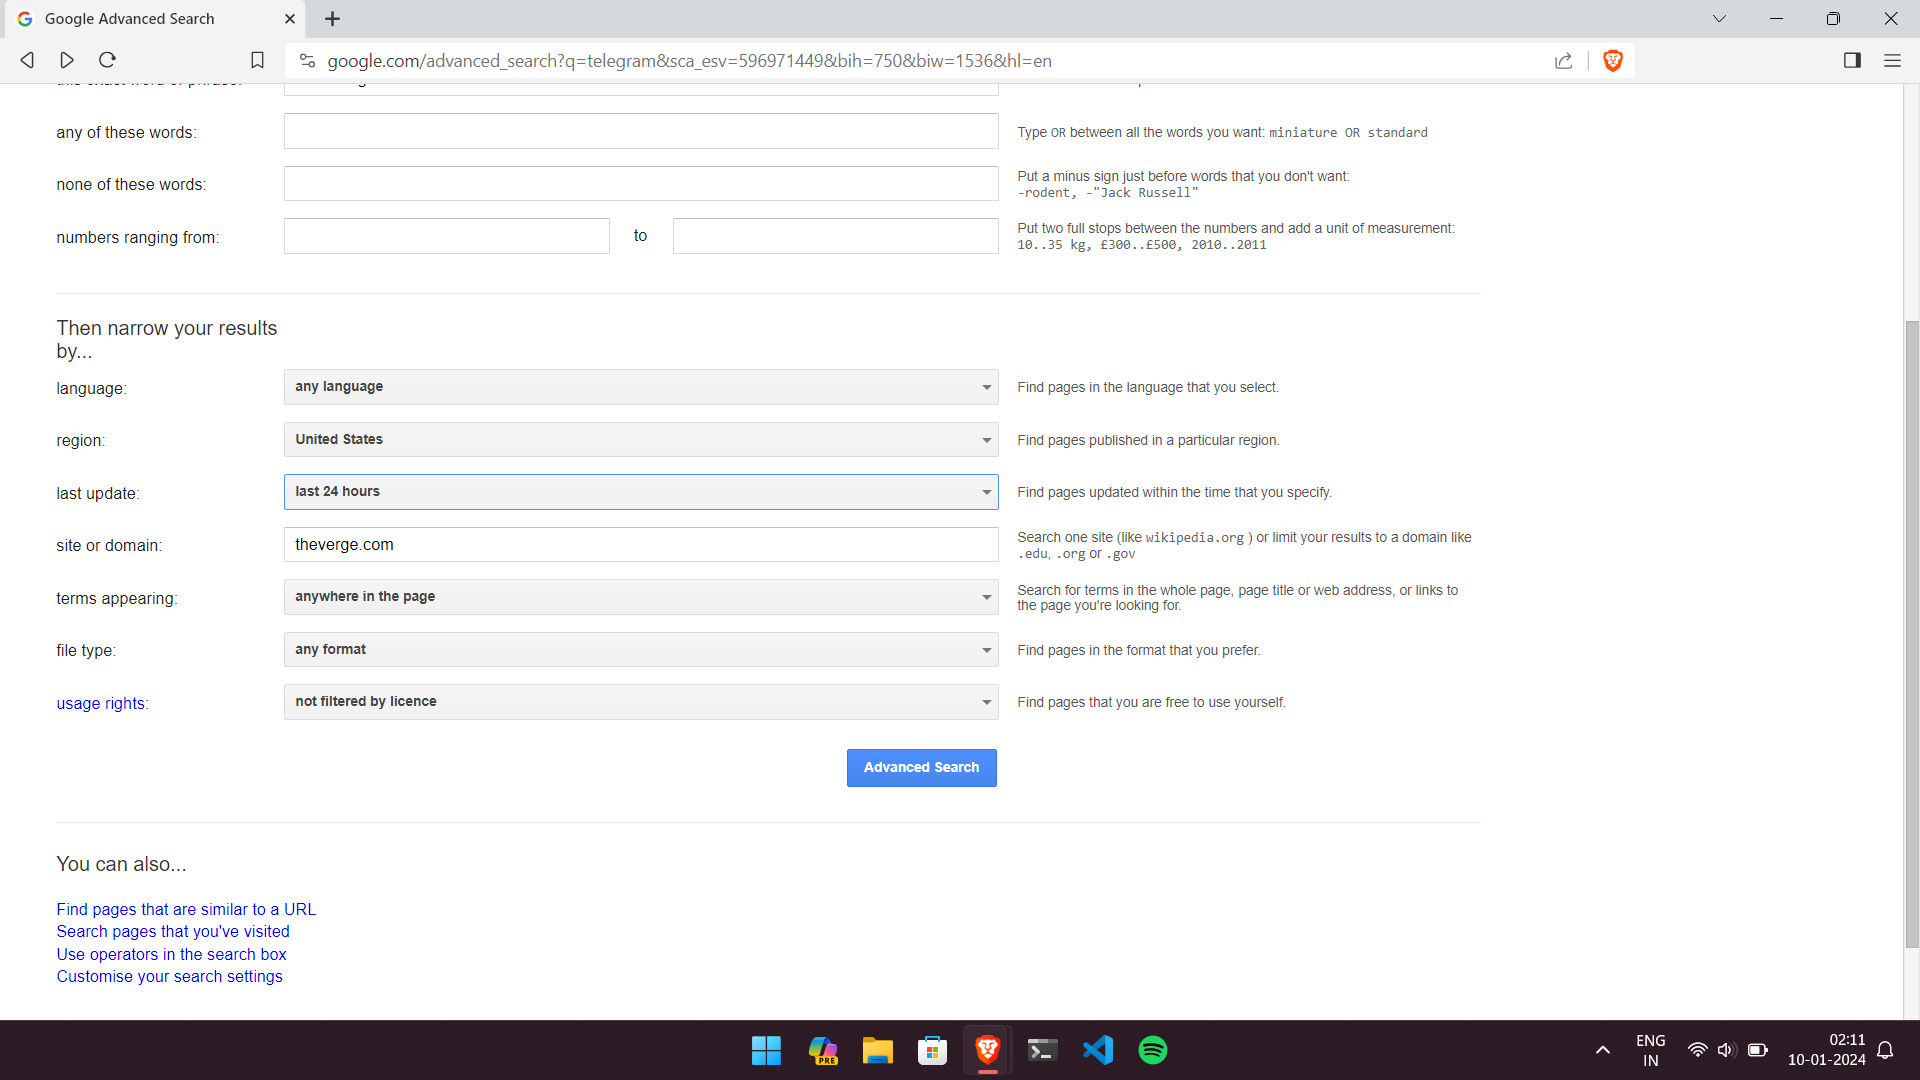 Google Advanced Search
google.com/advanced_search?q=telegram&sca_esv=596971449&bih=750&biw=1536&hl=en
any of these words:
Type OR between all the words you want: miniature OR standard
none of these words:
Put a minus sign just before words that you don't want:
-rodent, -"Jack Russell"
numbers ranging from:
to
Put two full stops between the numbers and add a unit of measurement:
10..35 kg, £300..£500, 2010..2011
Then narrow your results
by...
language:
any language
Find pages in the language that you select.
region:
United States
Find pages published in a particular region.
last update:
last 24 hours
Find pages updated within the time that you specify.
site or domain:
theverge.com
Search one site (like wikipedia.org ) or limit your results to a domain like
.edu, .org or .gov
terms appearing:
anywhere in the page
Search for terms in the whole page, page title or web address, or links to
the page you're looking for.
file type:
any format
Find pages in the format that you prefer.
usage rights:
not filtered by licence
Find pages that you are free to use yourself.
Advanced Search
You can also...
Find pages that are similar to a URL
Search pages that you've visited
Use operators in the search box
Customise your search settings
PRE
ENG
IN
02:11
10-01-2024